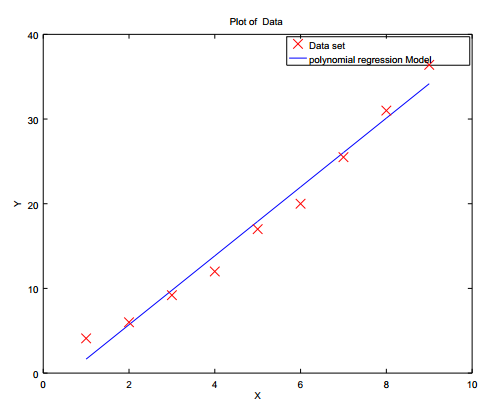 Plot of  Data
Data set
polynomial regression Model
40
30
20
10
0
Y
0 2 4 6 8 10
X